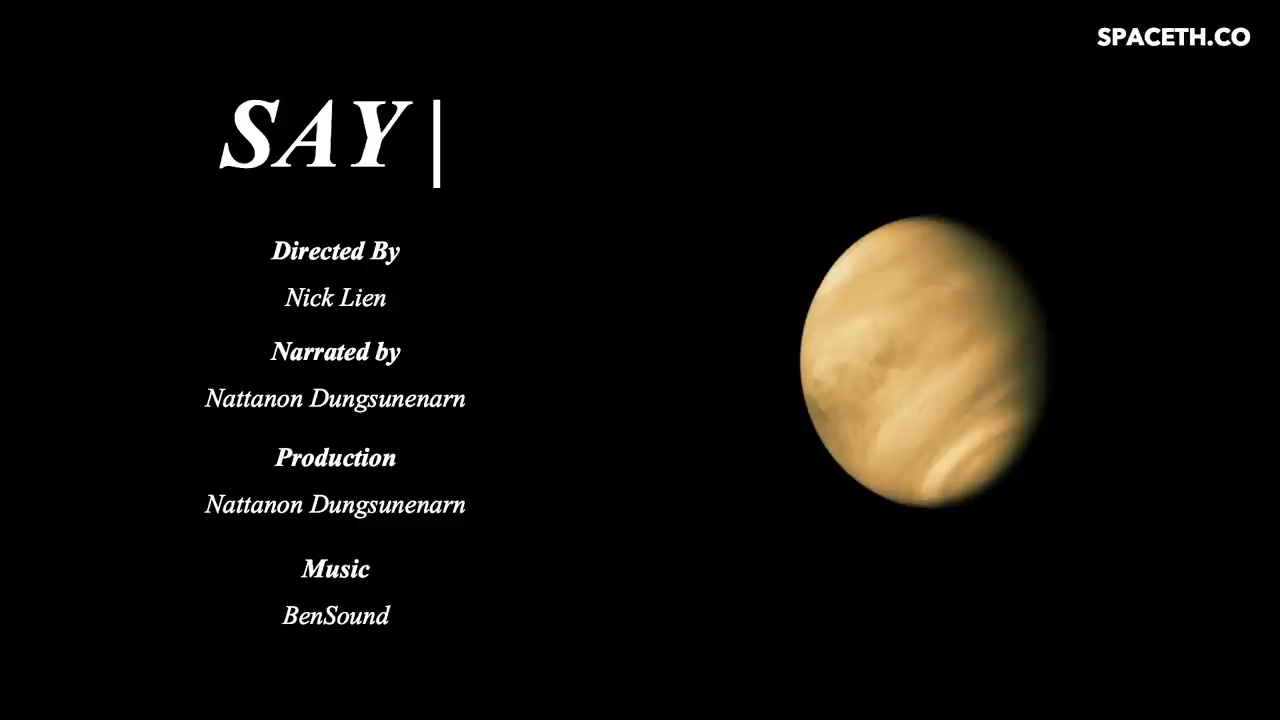 SPACETH.CO
SAY|
Directed By
Nick Lien
Narrated by
Nattanon Dungsunenarn
Production
Nattanon Dungsunenarn
Music
BenSound